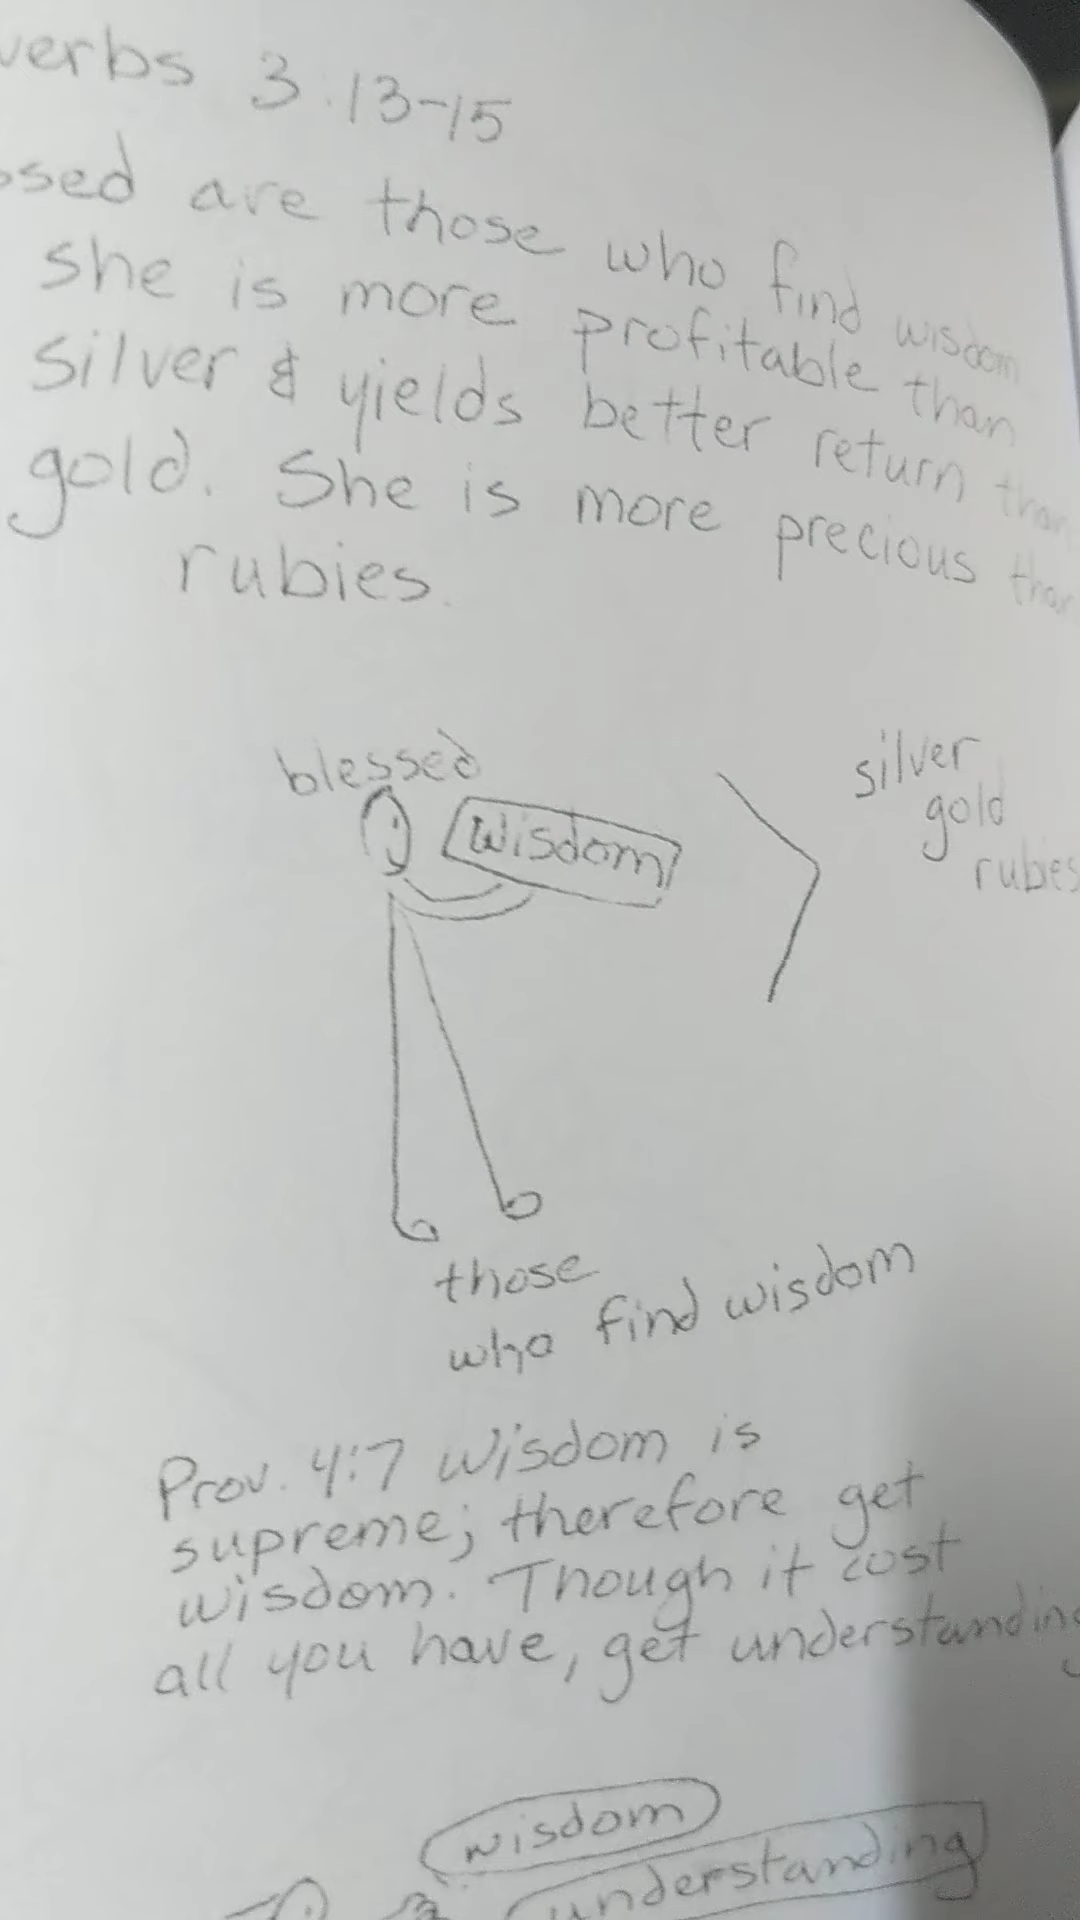 verbs 3:13-15
ssed are those who find wisdom
she is more profitable than
silver & yields better return than
gold. She is more precious than
rubies.
blessed
Wisdom
silver
gold
rubies
those
who find wisdom
Prov. 4:7 Wisdom is
supreme; therefore get
wisdom. Though it cost
all you have, get understanding
wisdom
understanding